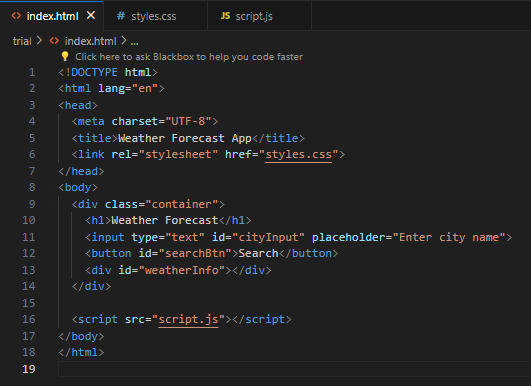 index.html × styles.css JS script.js
trial > index.html > ...
Click here to ask Blackbox to help you code faster
1 <!DOCTYPE html>
2 <html lang="en">
3 <head>
4 <meta charset="UTF-8">
5 <title>Weather Forecast App</title>
6 <link rel="stylesheet" href="styles.css">
7 </head>
8 <body>
9 <div class="container">
10 <h1>Weather Forecast</h1>
11 <input type="text" id="cityInput" placeholder="Enter city name">
12 <button id="searchBtn">Search</button>
13 <div id="weatherInfo"></div>
14 </div>
15
16 <script src="script.js"></script>
17 </body>
18 </html>
19